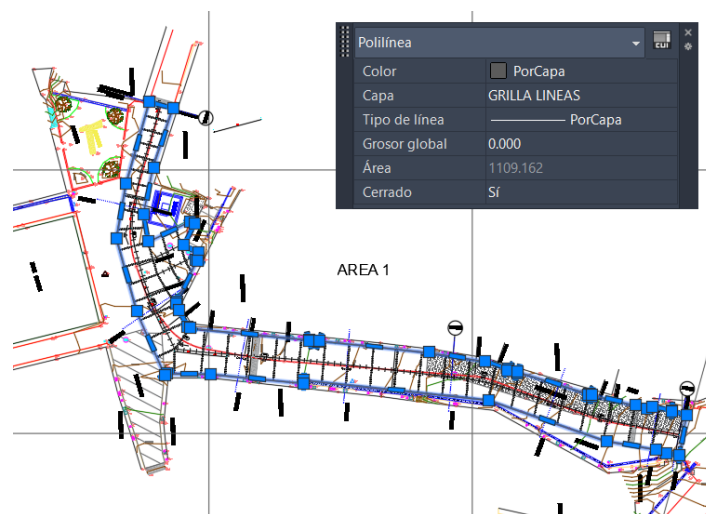 Polilínea
CUI
Color PorCapa
Capa GRILLA LINEAS
Tipo de línea PorCapa
Grosor global 0.000
Área 1109.162
Cerrado Sí
AREA 1